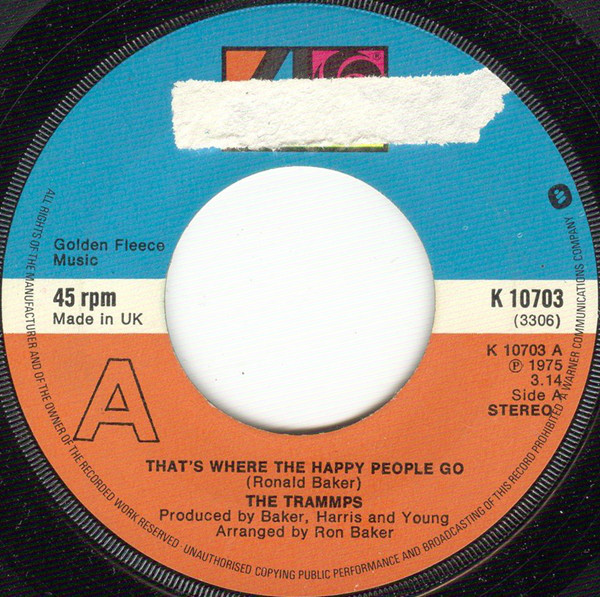 Golden Fleece
Music
45 rpm
Made in UK
K 10703
(3306)
K 10703 A
℗ 1975
3.14
Side A
STEREO
A
THAT'S WHERE THE HAPPY PEOPLE GO
(Ronald Baker)
THE TRAMMPS
Produced by Baker, Harris and Young
Arranged by Ron Baker
ALL RIGHTS OF THE MANUFACTURER AND OF THE OWNER OF THE RECORDED WORK RESERVED. UNAUTHORISED COPYING PUBLIC PERFORMANCE AND BROADCASTING OF THIS RECORD PROHIBITED. A WARNER COMMUNICATIONS COMPANY